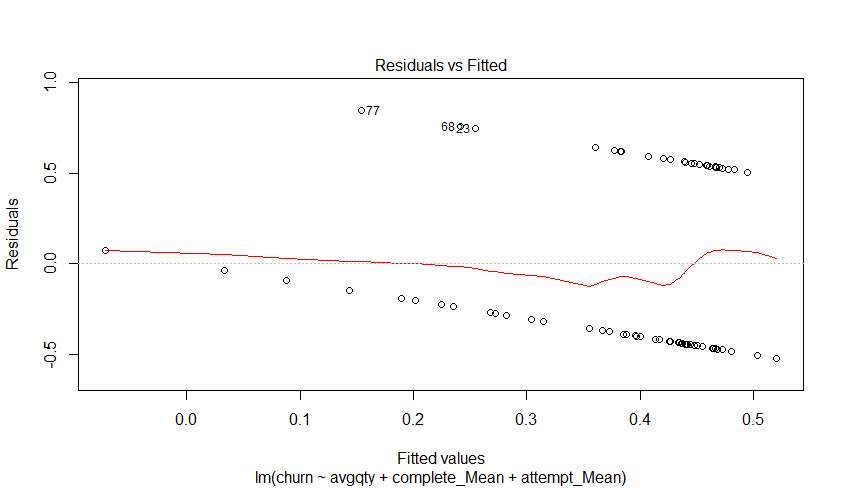 Residuals vs Fitted
Residuals
1.0
0.5
0.0
-0.5
77
68
23
0.0 0.1 0.2 0.3 0.4 0.5
Fitted values
lm(churn ~ avgqty + complete_Mean + attempt_Mean)